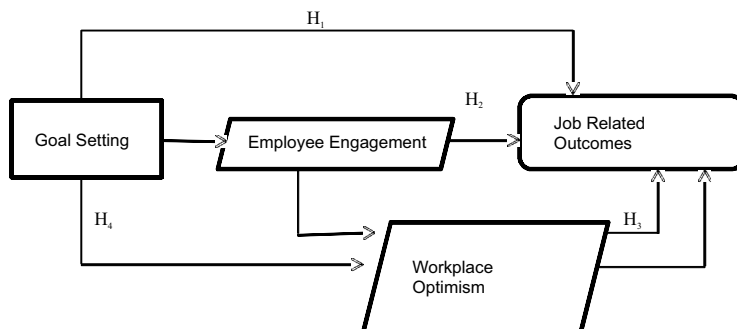 H₁
H₂
Goal Setting
Employee Engagement
Job Related
Outcomes
H₄
H₃
Workplace
Optimism